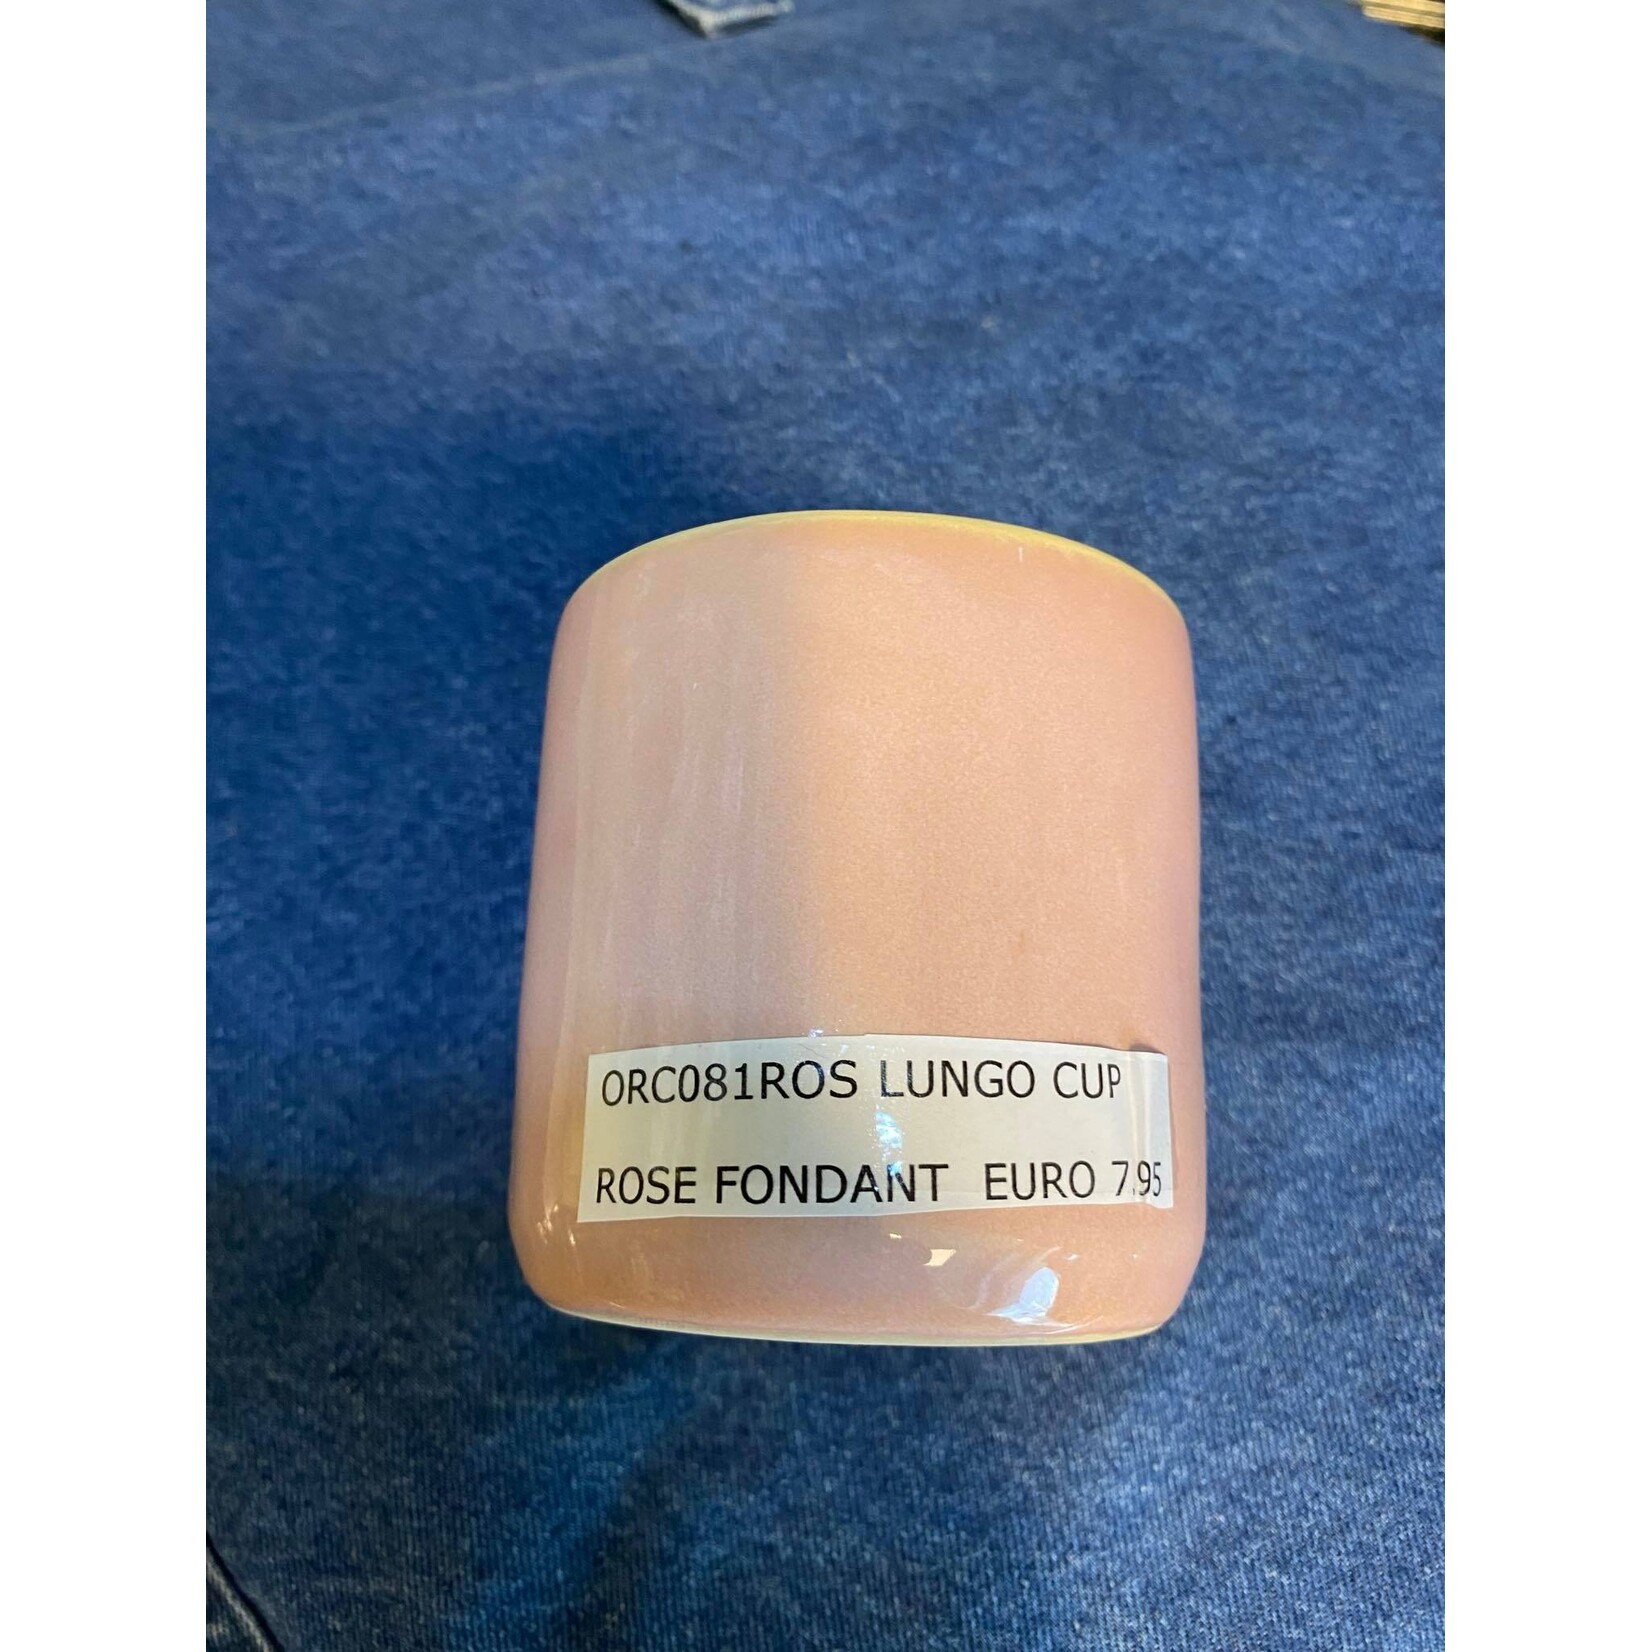 ORC081ROS LUNGO CUP
ROSE FONDANT EURO 7.95